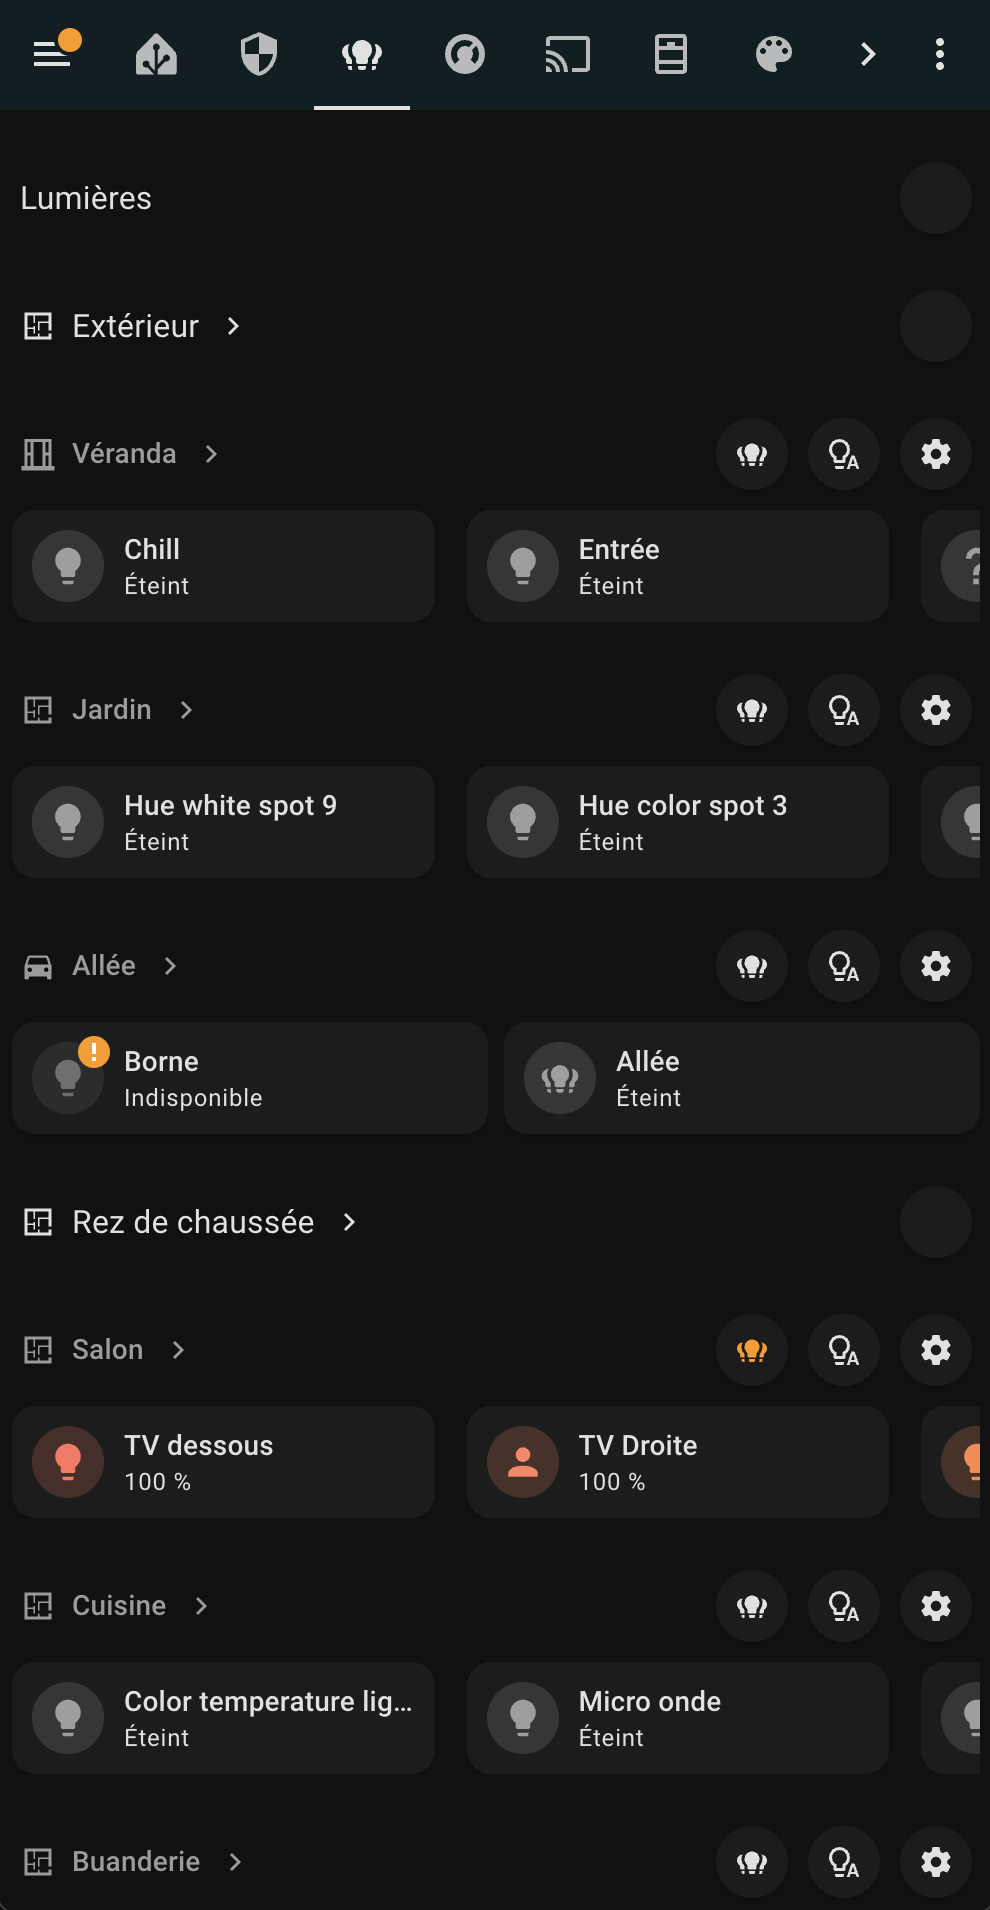 Lumières
Extérieur
Véranda
Chill
Éteint
Entrée
Éteint
Jardin
Hue white spot 9
Éteint
Hue color spot 3
Éteint
Allée
Borne
Indisponible
Allée
Éteint
Rez de chaussée
Salon
TV dessous
100 %
TV Droite
100 %
Cuisine
Color temperature lig...
Éteint
Micro onde
Éteint
Buanderie